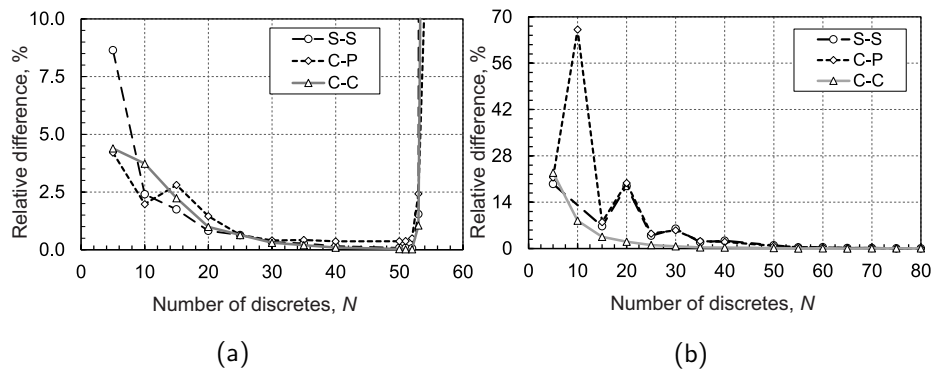 Relative difference, %
10.0
7.5
5.0
2.5
0.0
S-S
C-P
C-C
0 10 20 30 40 50 60
Number of discretes, N
(a)
Relative difference, %
70
56
42
28
14
0
S-S
C-P
C-C
0 10 20 30 40 50 60 70 80
Number of discretes, N
(b)